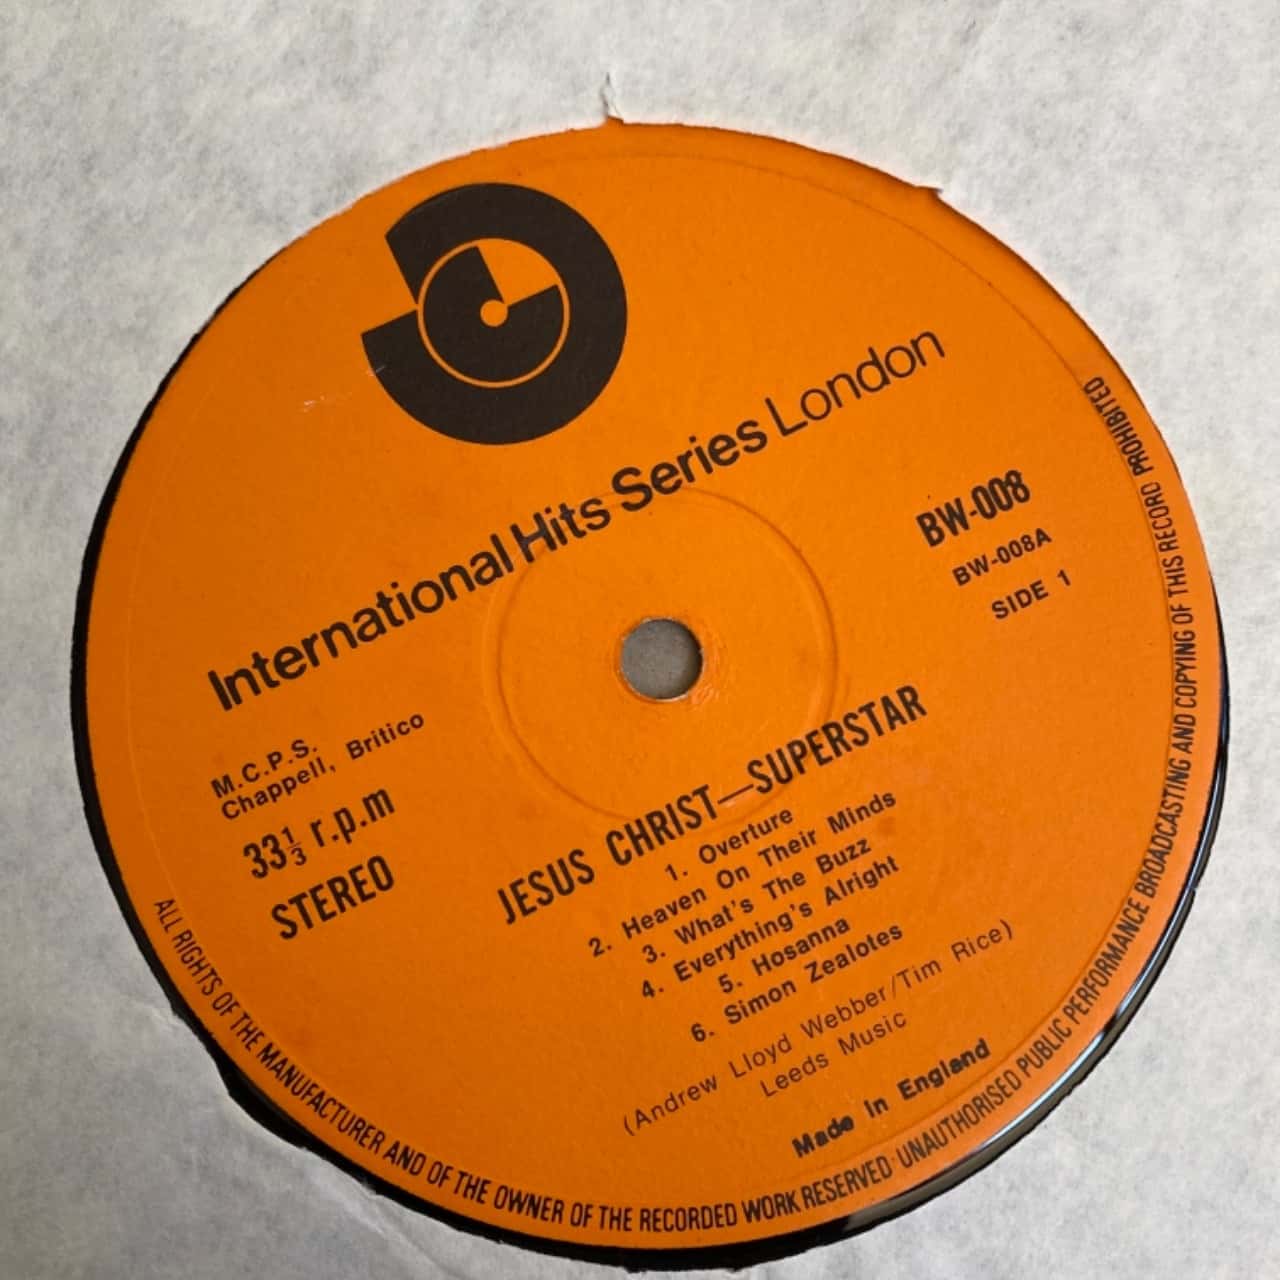 International Hits Series London
BW-008
BW-008A
SIDE 1
M.C.P.S.
Chappell, Britico
33⅓ r.p.m
STEREO
JESUS CHRIST—SUPERSTAR
1. Overture
2. Heaven On Their Minds
3. What's The Buzz
4. Everything's Alright
5. Hosanna
6. Simon Zealotes
(Andrew Lloyd Webber/Tim Rice)
Leeds Music
Made in England
ALL RIGHTS OF THE MANUFACTURER AND OF THE OWNER OF THE RECORDED WORK RESERVED·UNAUTHORISED PUBLIC PERFORMANCE BROADCASTING AND COPYING OF THIS RECORD PROHIBITED